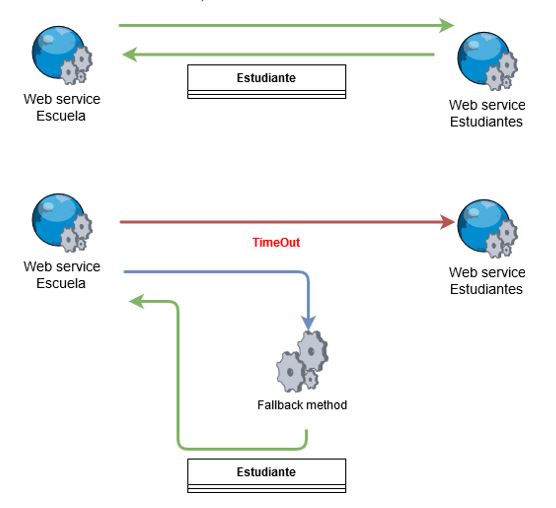 Estudiante
Web service
Escuela
Web service
Estudiantes
TimeOut
Web service
Escuela
Web service
Estudiantes
Fallback method
Estudiante